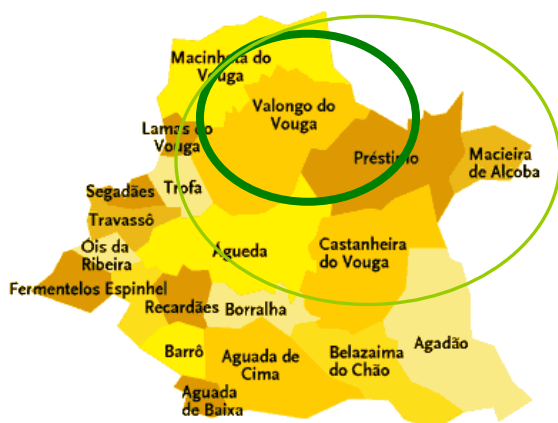 Macinhata do
Vouga
Valongo do
Vouga
Lamas do
Vouga
Préstimo
Macieira
de Alcoba
Segadães
Trofa
Travassô
Óis da
Ribeira
Águeda
Castanheira
do Vouga
Fermentelos
Espinhel
Recardães
Borralha
Agadão
Barrô
Aguada de
Cima
Belazaima
do Chão
Aguada
de Baixa